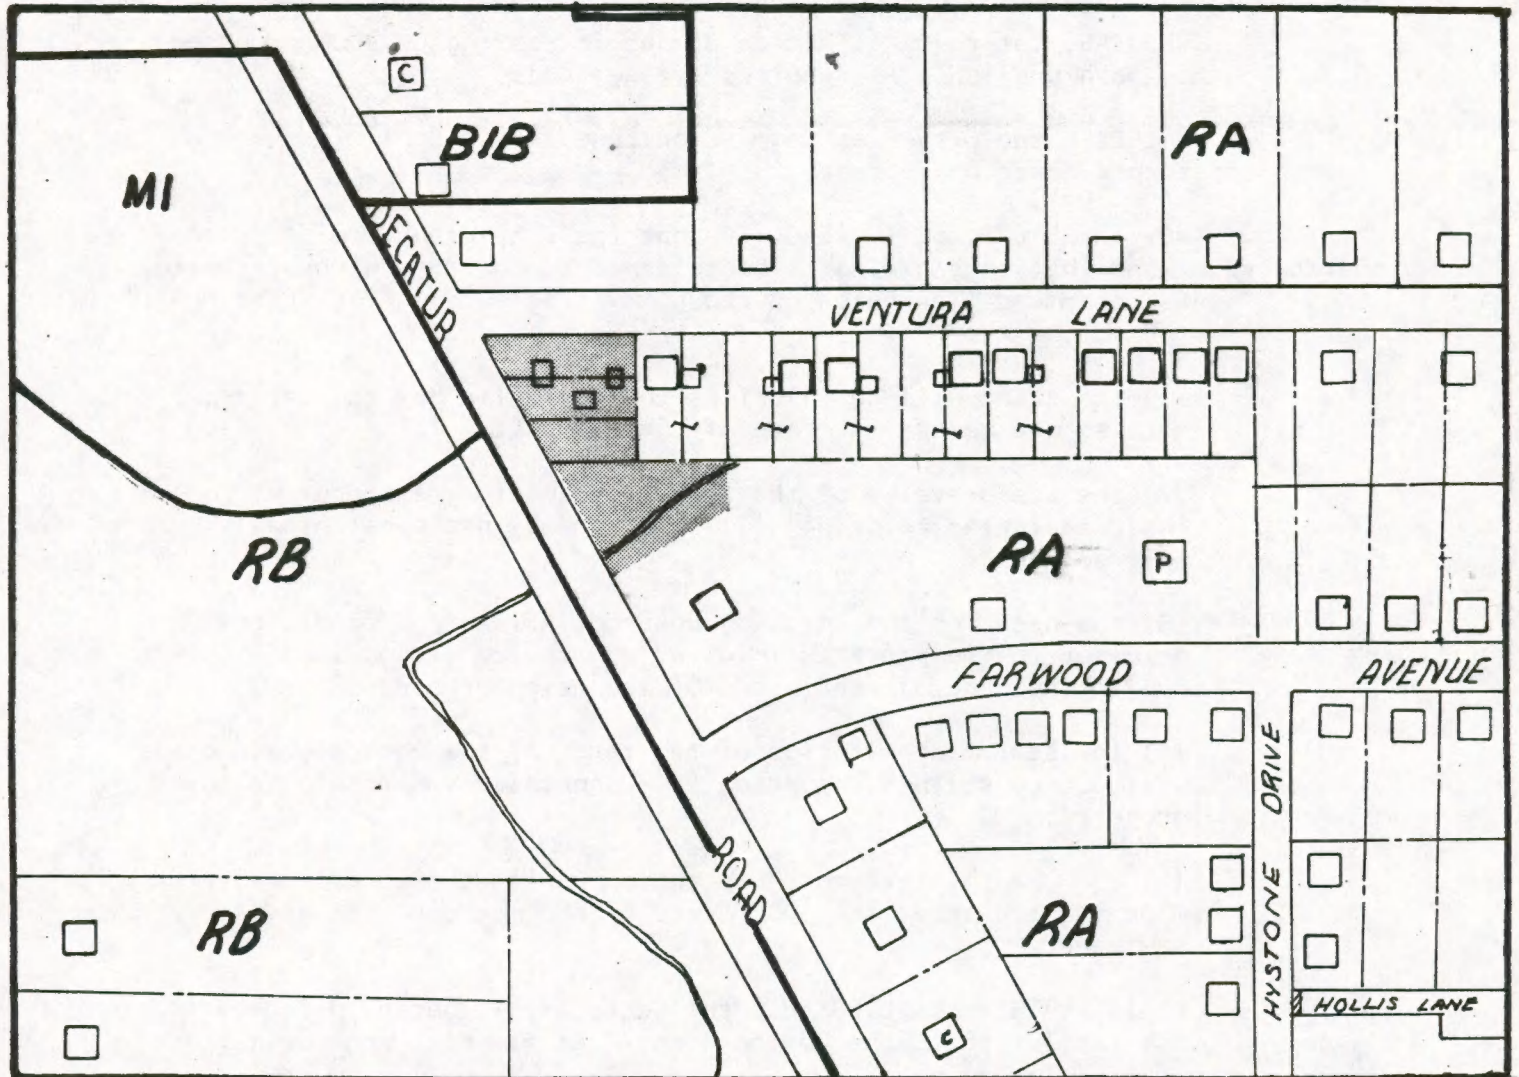 C
BIB
RA
MI
DECATUR
VENTURA LANE
RB
RA
P
FARWOOD AVENUE
HYSTONE DRIVE
ROAD
RB
RA
HOLLIS LANE
C